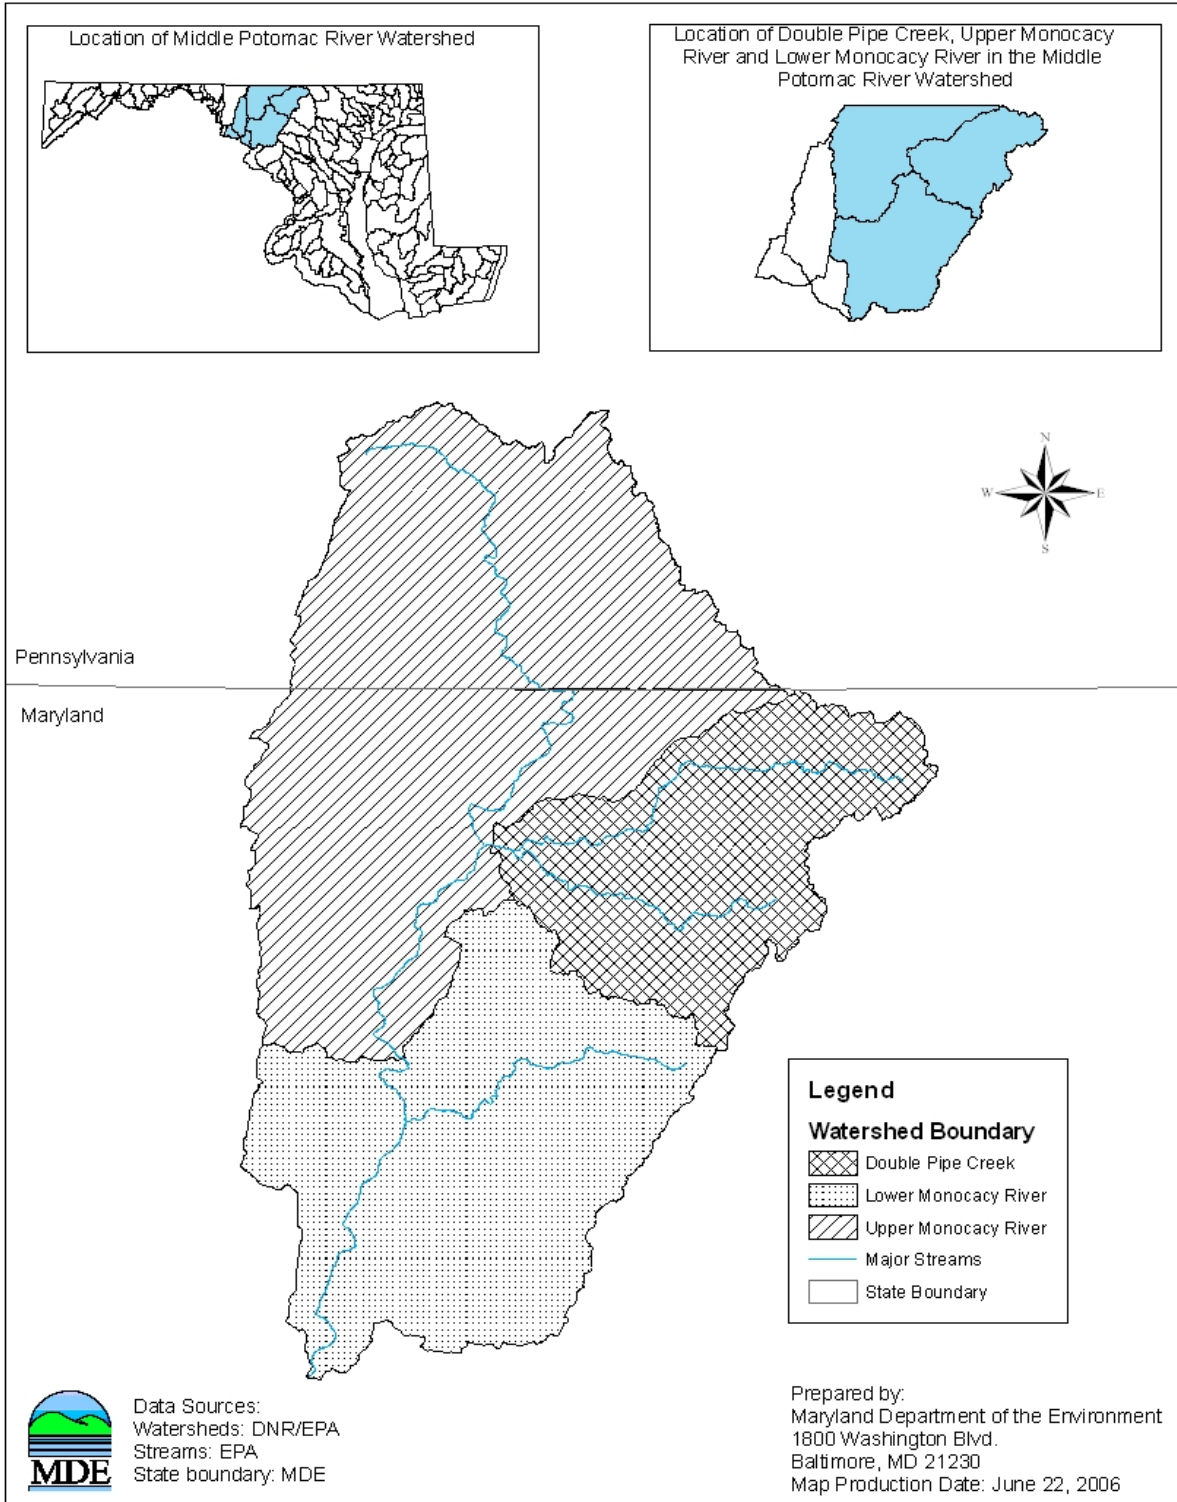 Location of Middle Potomac River Watershed
Location of Double Pipe Creek, Upper Monocacy
River and Lower Monocacy River in the Middle
Potomac River Watershed
N
W
E
S
Pennsylvania
Maryland
Legend
Watershed Boundary
Double Pipe Creek
Lower Monocacy River
Upper Monocacy River
Major Streams
State Boundary
MDE
Data Sources:
Watersheds: DNR/EPA
Streams: EPA
State boundary: MDE
Prepared by:
Maryland Department of the Environment
1800 Washington Blvd.
Baltimore, MD 21230
Map Production Date: June 22, 2006